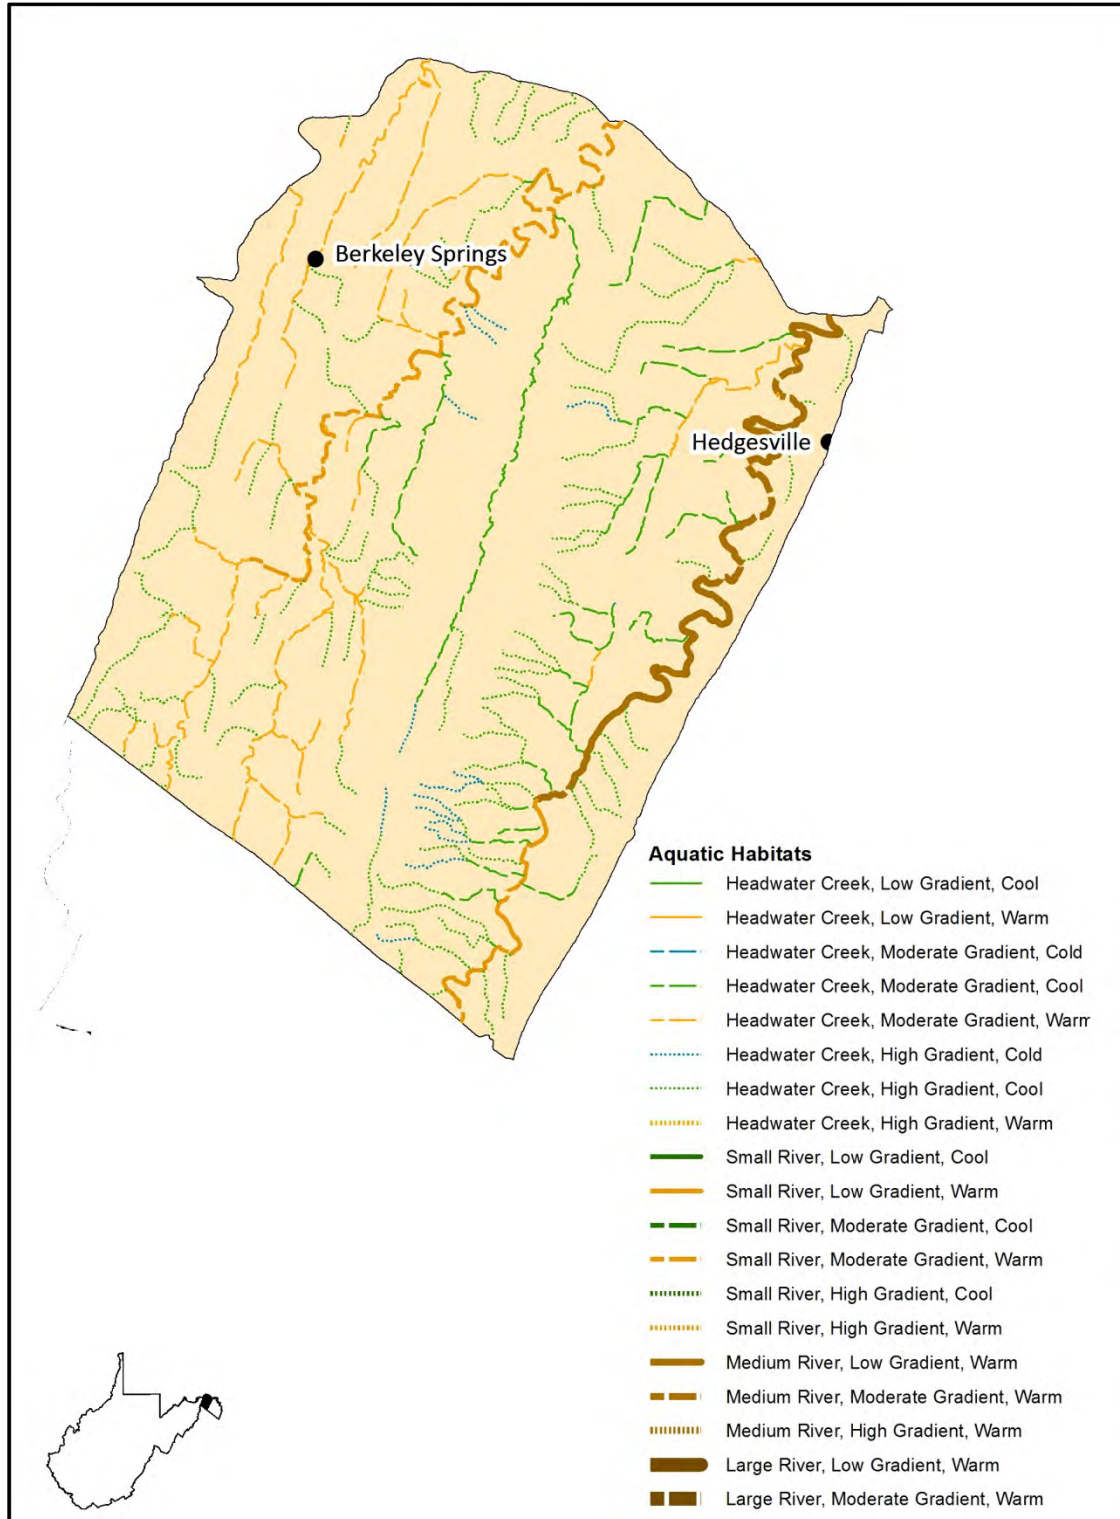 Berkeley Springs
Hedgesville
Aquatic Habitats
Headwater Creek, Low Gradient, Cool
Headwater Creek, Low Gradient, Warm
Headwater Creek, Moderate Gradient, Cold
Headwater Creek, Moderate Gradient, Cool
Headwater Creek, Moderate Gradient, Warm
Headwater Creek, High Gradient, Cold
Headwater Creek, High Gradient, Cool
Headwater Creek, High Gradient, Warm
Small River, Low Gradient, Cool
Small River, Low Gradient, Warm
Small River, Moderate Gradient, Cool
Small River, Moderate Gradient, Warm
Small River, High Gradient, Cool
Small River, High Gradient, Warm
Medium River, Low Gradient, Warm
Medium River, Moderate Gradient, Warm
Medium River, High Gradient, Warm
Large River, Low Gradient, Warm
Large River, Moderate Gradient, Warm